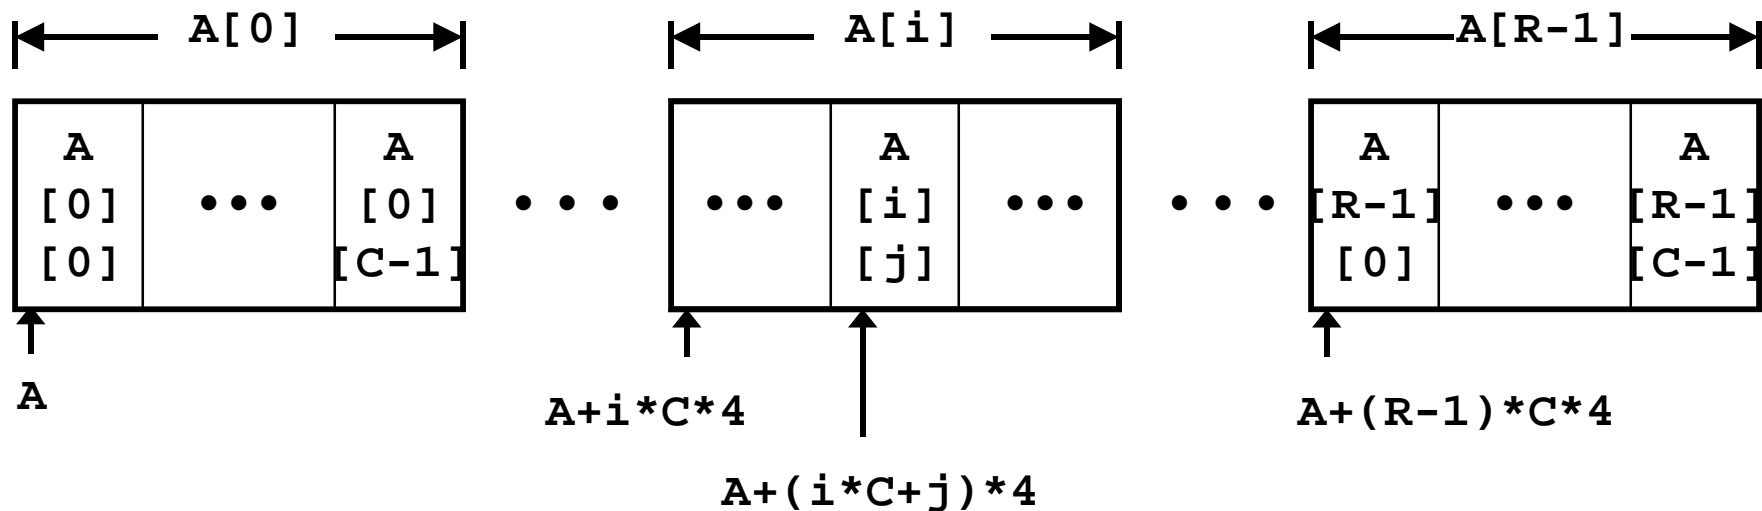 A[0] A[i] A[R-1]
A A A A A
[0] ••• [0] • • • ••• [i] ••• • • • [R-1] ••• [R-1]
[0] [C-1] [j] [0] [C-1]
A A+i*C*4 A+(R-1)*C*4
A+(i*C+j)*4